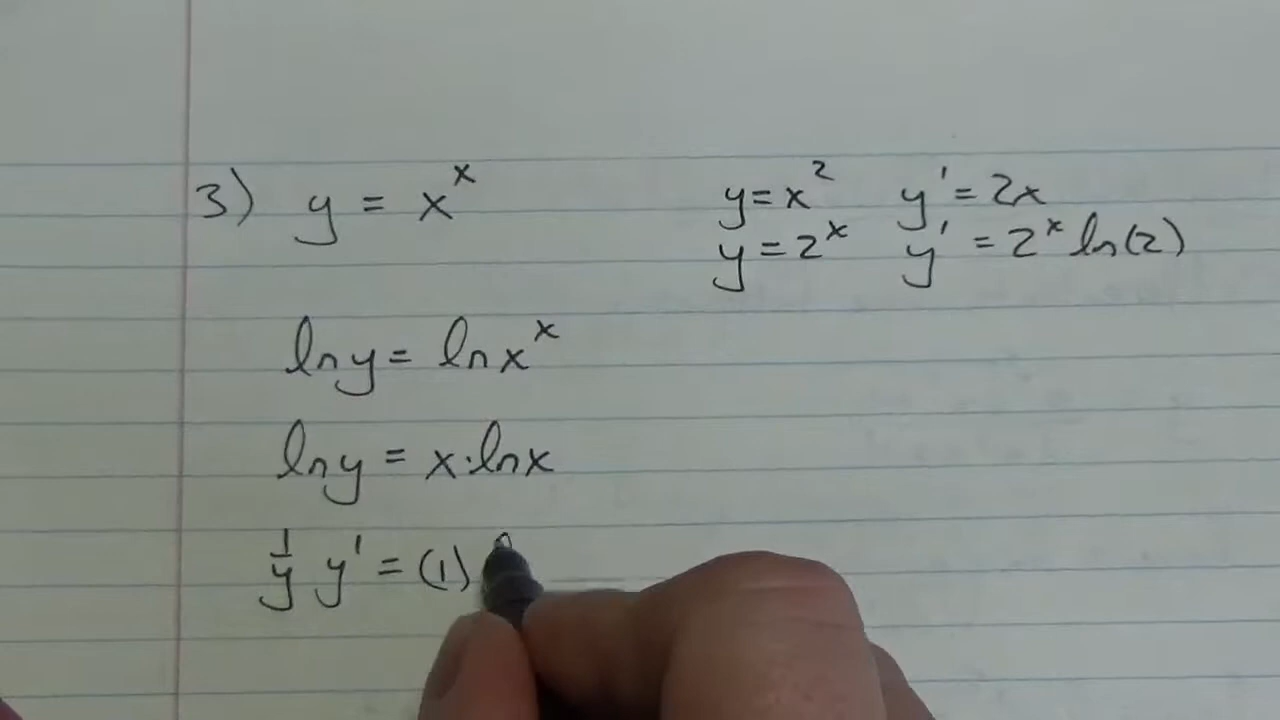 3) y = x^x
y = x^2 y' = 2x
y = 2^x y' = 2^x ln(2)
ln y = ln x^x
ln y = x·ln x
1/y y' = (1)